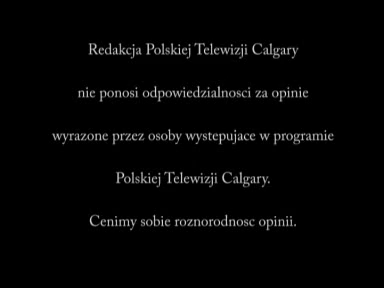 Redakcja Polskiej Telewizji Calgary
nie ponosi odpowiedzialnosci za opinie
wyrazone przez osoby wystepujace w programie
Polskiej Telewizji Calgary.
Cenimy sobie roznorodnosc opinii.